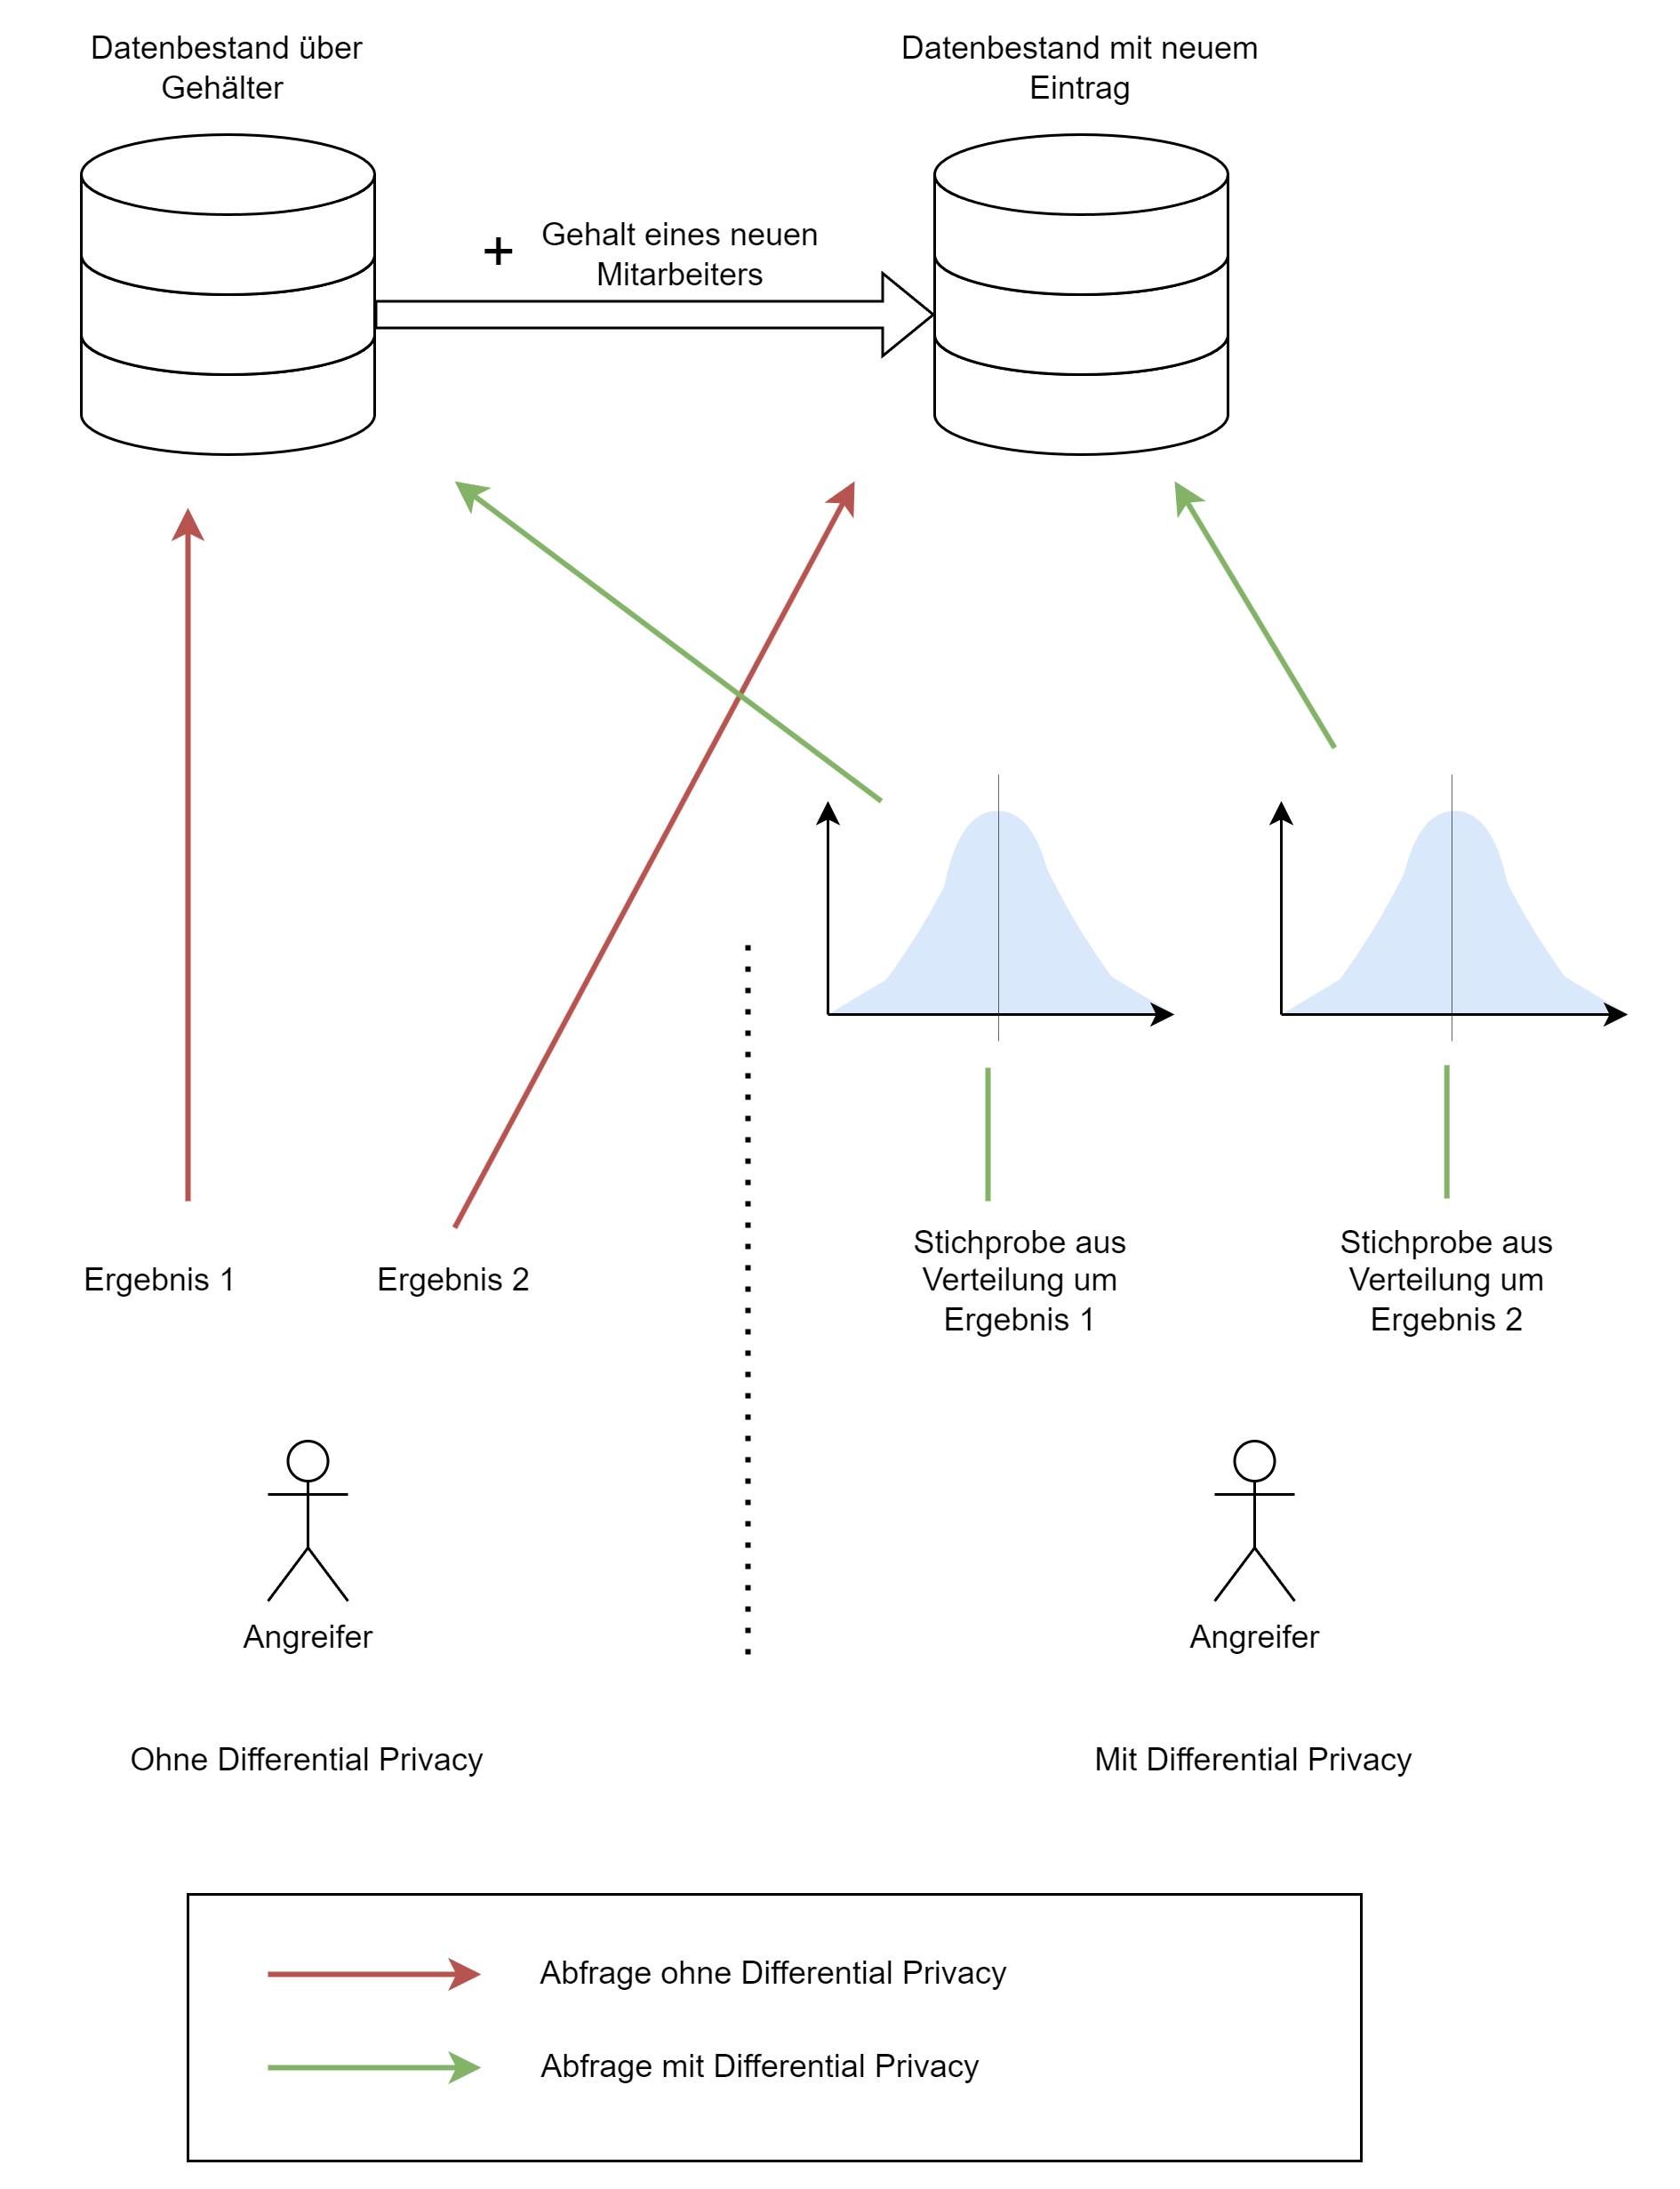 Datenbestand über
Gehälter
Datenbestand mit neuem
Eintrag
+
Gehalt eines neuen
Mitarbeiters
Ergebnis 1
Ergebnis 2
Stichprobe aus
Verteilung um
Ergebnis 1
Stichprobe aus
Verteilung um
Ergebnis 2
Angreifer
Angreifer
Ohne Differential Privacy
Mit Differential Privacy
Abfrage ohne Differential Privacy
Abfrage mit Differential Privacy